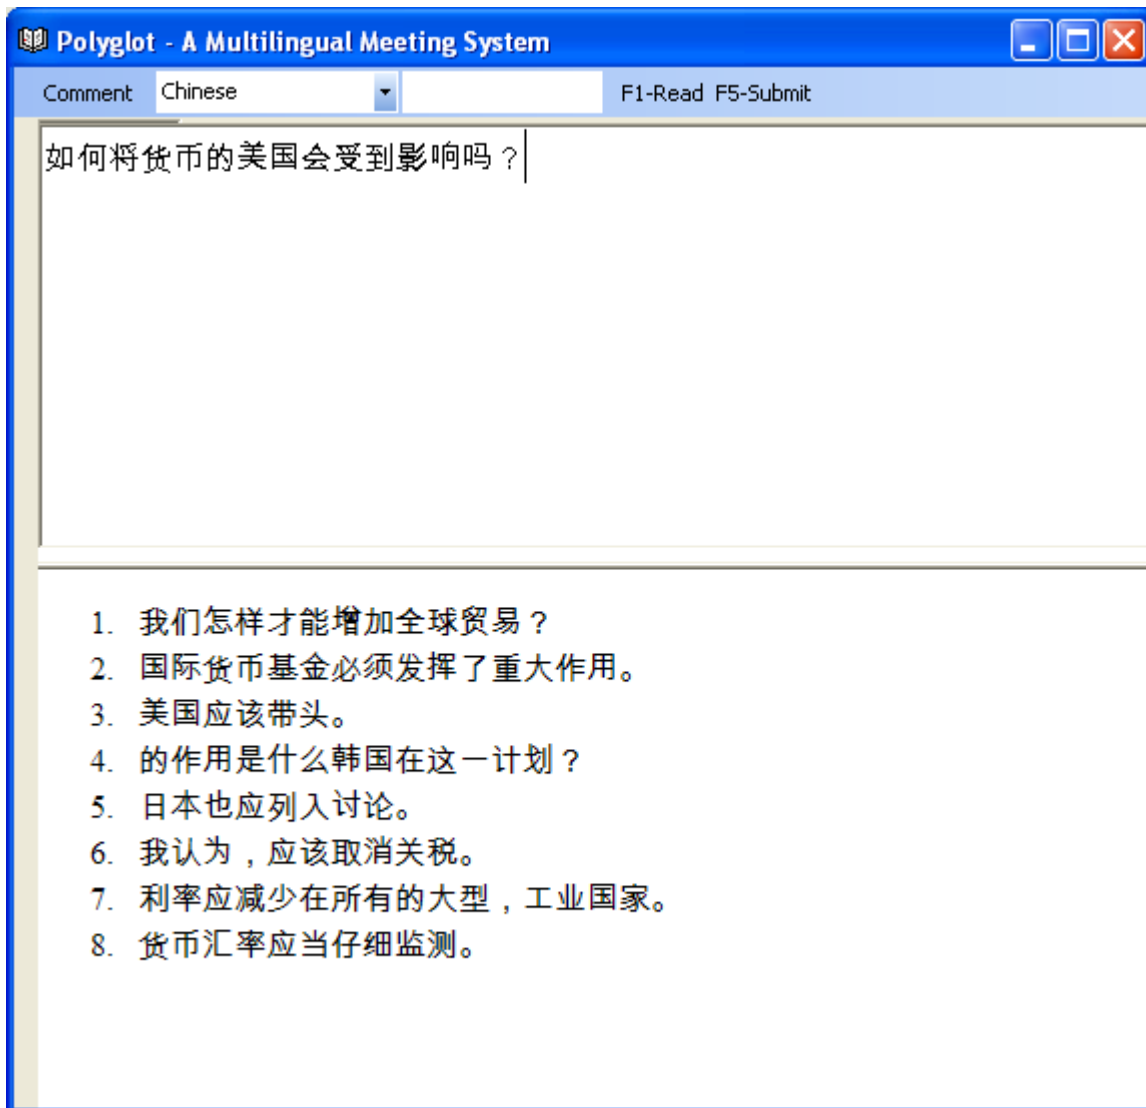 Polyglot - A Multilingual Meeting System
Comment Chinese F1-Read F5-Submit
如何将货币的美国会受到影响吗？
1. 我们怎样才能增加全球贸易？
2. 国际货币基金必须发挥了重大作用。
3. 美国应该带头。
4. 的作用是什么韩国在这一计划？
5. 日本也应列入讨论。
6. 我认为，应该取消关税。
7. 利率应减少在所有的大型，工业国家。
8. 货币汇率应当仔细监测。